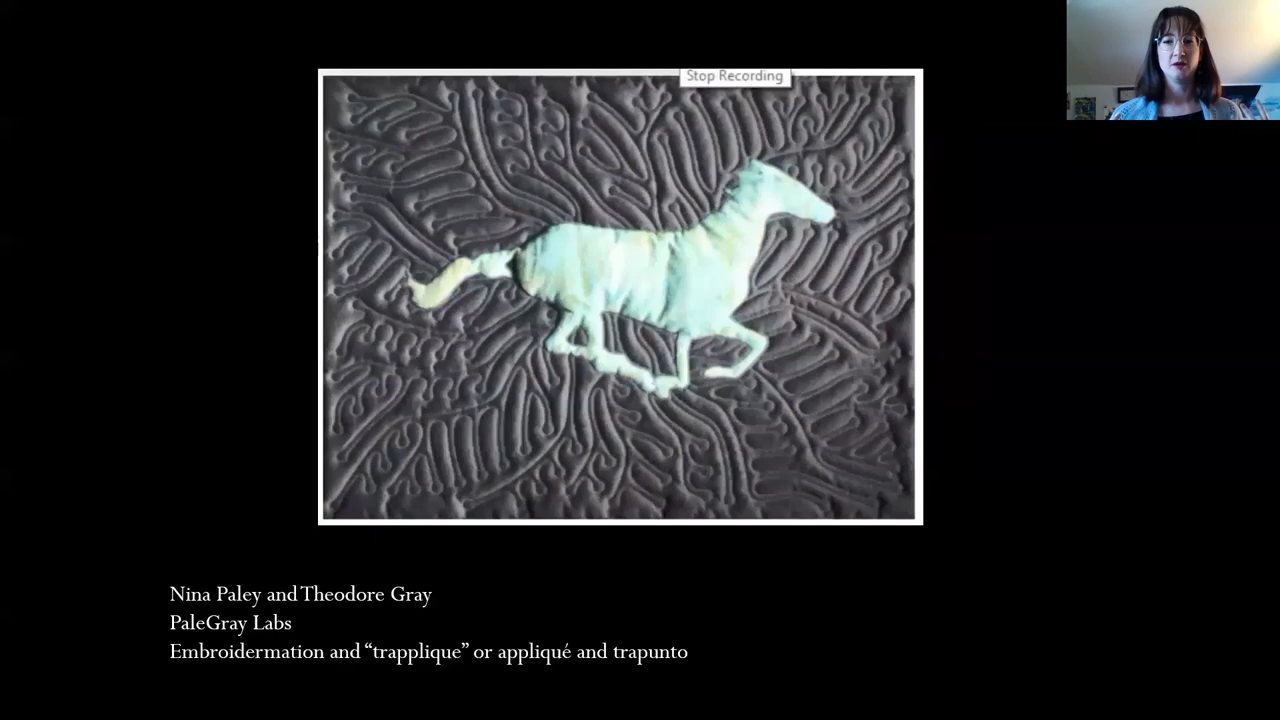 Stop Recording
Nina Paley and Theodore Gray
PaleGray Labs
Embroidermation and “trapplique” or appliqué and trapunto